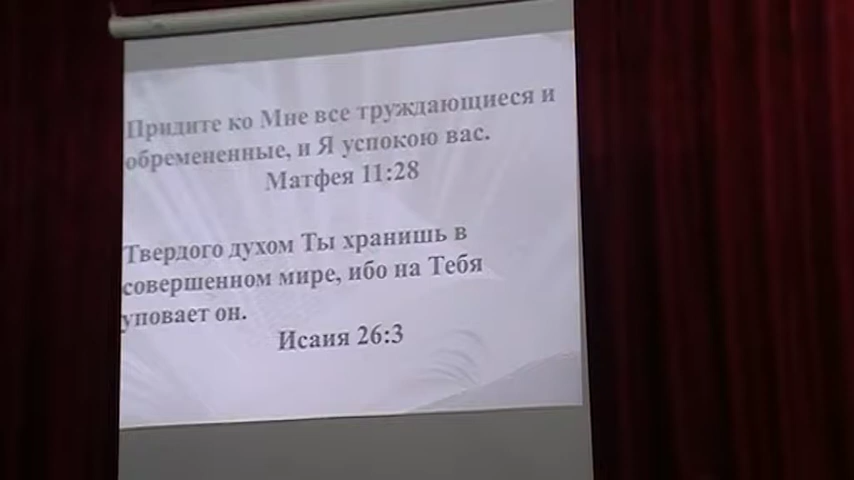 Придите ко Мне все труждающиеся и
обремененные, и Я успокою вас.
Матфея 11:28
Твердого духом Ты хранишь в
совершенном мире, ибо на Тебя
уповает он.
Исаия 26:3